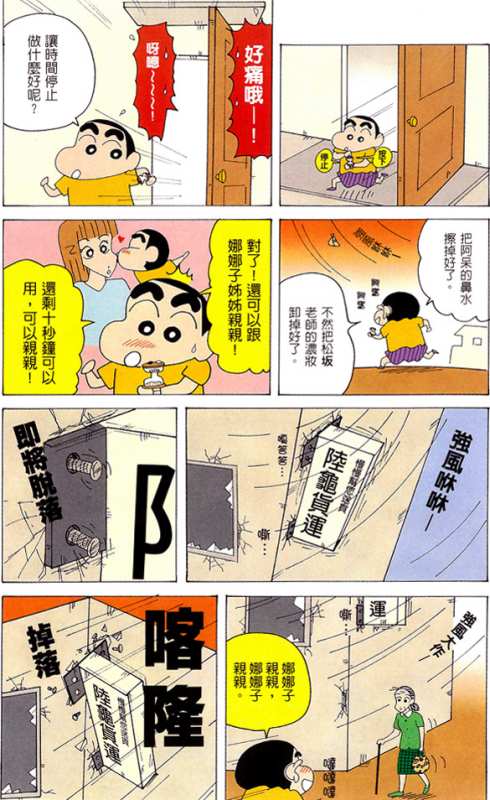 按下
停止
好痛哦—！
呀嗯～～～！
讓時間停止
做什麼好呢？
把阿呆的鼻水
擦掉好了。
不然把松坂
老師的濃妝
卸掉好了。
對了！還可以跟
娜娜子姊姊親親！
還剩十秒鐘可以
用，可以親親！
強風咻咻—
陸龜貨運
嘶…
即將脫落
強風大作
運
嘶…
娜娜子
親親，
娜娜子
親親。
喀隆
掉落
陸龜貨運